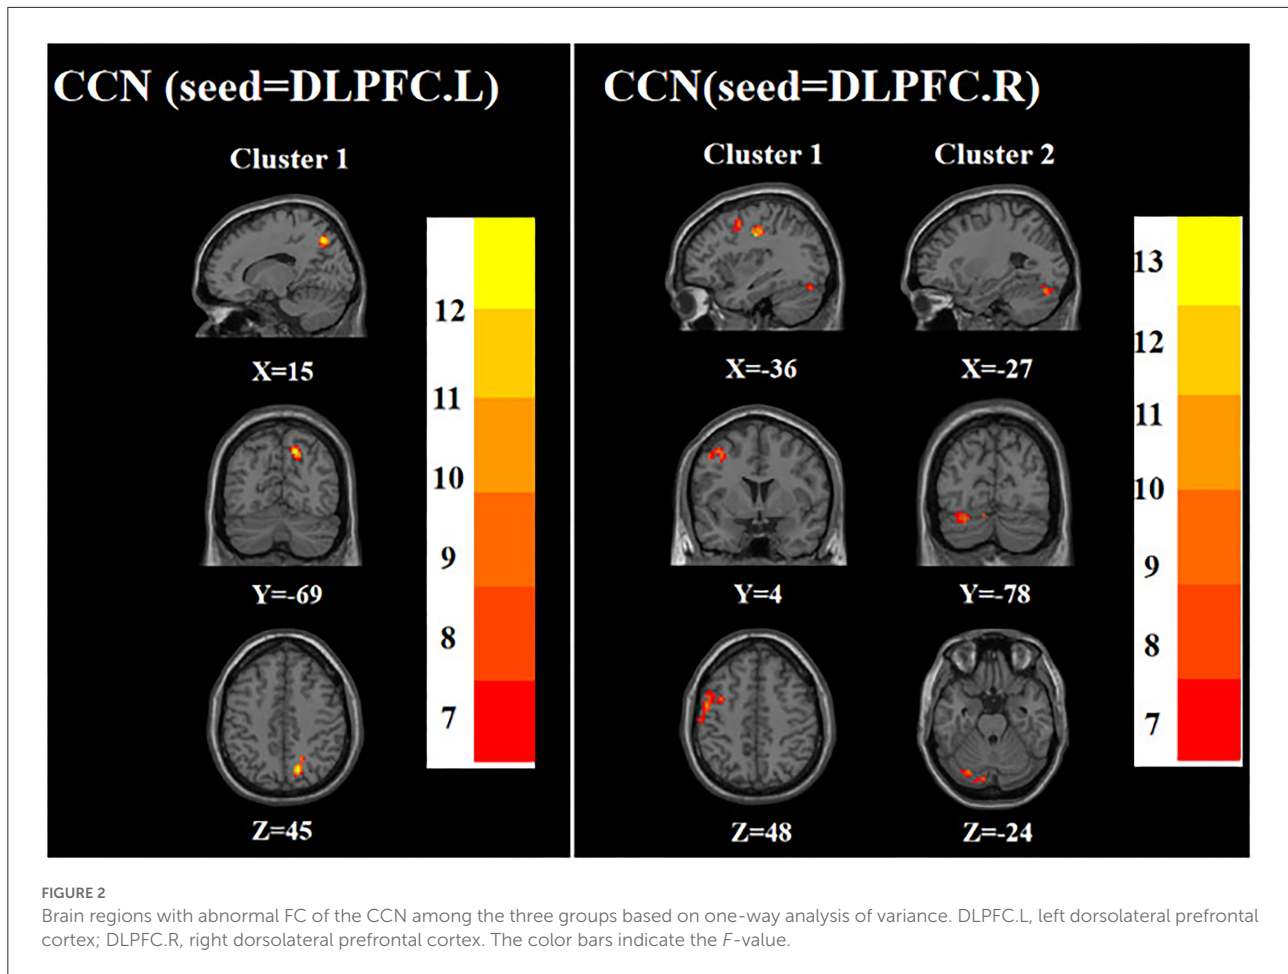 CCN (seed=DLPFC.L)
Cluster 1
X=15
Y=-69
Z=45
12
11
10
9
8
7
CCN(seed=DLPFC.R)
Cluster 1
Cluster 2
X=-36
X=-27
Y=4
Y=-78
Z=48
Z=-24
13
12
11
10
9
8
7
FIGURE 2
Brain regions with abnormal FC of the CCN among the three groups based on one-way analysis of variance. DLPFC.L, left dorsolateral prefrontal
cortex; DLPFC.R, right dorsolateral prefrontal cortex. The color bars indicate the F-value.